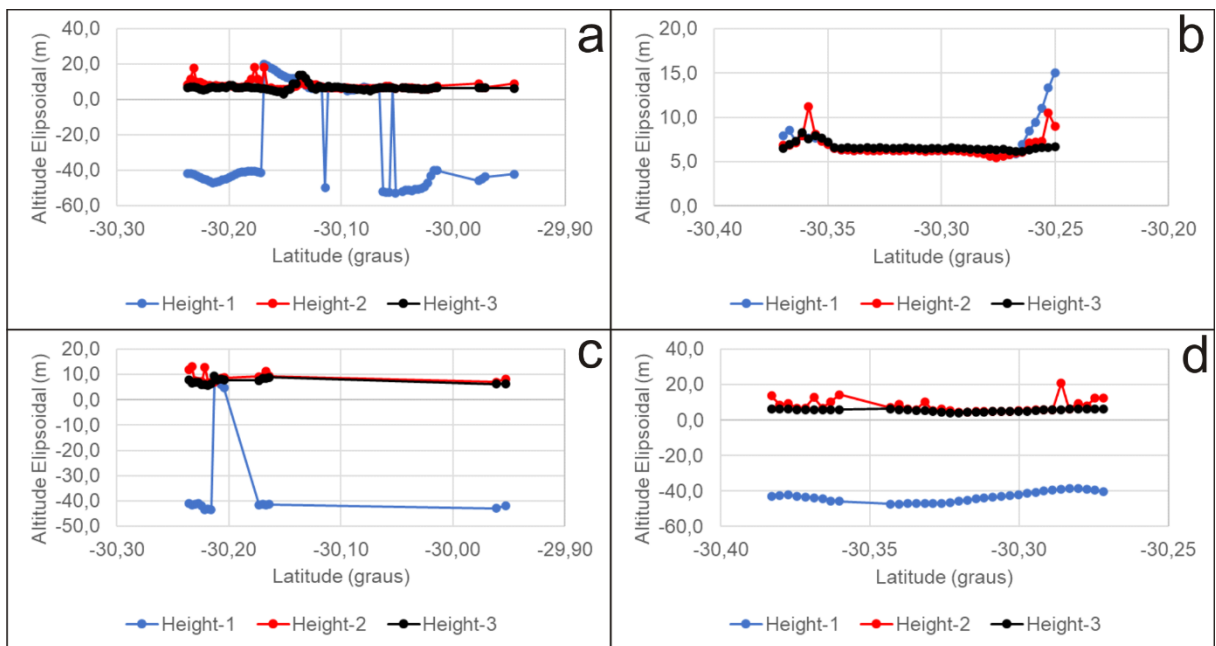 a
40,0
20,0
0,0
-20,0
-40,0
-60,0
Altitude Elipsoidal (m)
-30,30 -30,20 -30,10 -30,00 -29,90
Latitude (graus)
Height-1 Height-2 Height-3
b
20,0
15,0
10,0
5,0
0,0
Altitude Elipsoidal (m)
-30,40 -30,35 -30,30 -30,25 -30,20
Latitude (graus)
Height-1 Height-2 Height-3
c
20,0
10,0
0,0
-10,0
-20,0
-30,0
-40,0
-50,0
Altitude Elipsoidal (m)
-30,30 -30,20 -30,10 -30,00 -29,90
Latitude (graus)
Height-1 Height-2 Height-3
d
40,0
20,0
0,0
-20,0
-40,0
-60,0
Altitude Elipsoidal (m)
-30,40 -30,35 -30,30 -30,25
Latitude (graus)
Height-1 Height-2 Height-3